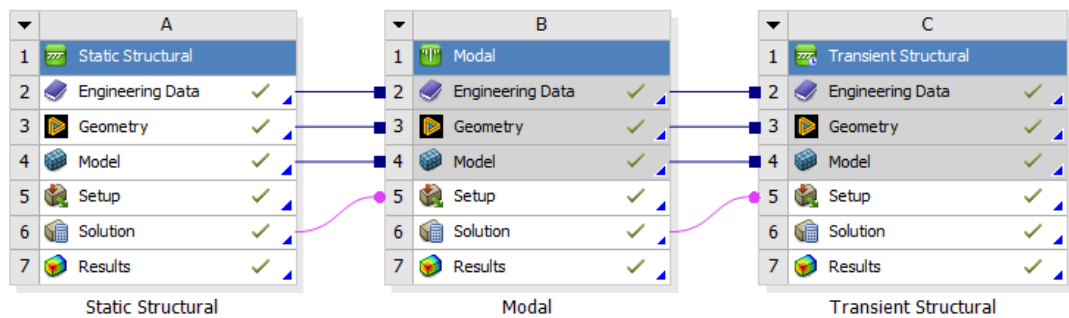 A
1 Static Structural
2 Engineering Data
3 Geometry
4 Model
5 Setup
6 Solution
7 Results
Static Structural
B
1 Modal
2 Engineering Data
3 Geometry
4 Model
5 Setup
6 Solution
7 Results
Modal
C
1 Transient Structural
2 Engineering Data
3 Geometry
4 Model
5 Setup
6 Solution
7 Results
Transient Structural